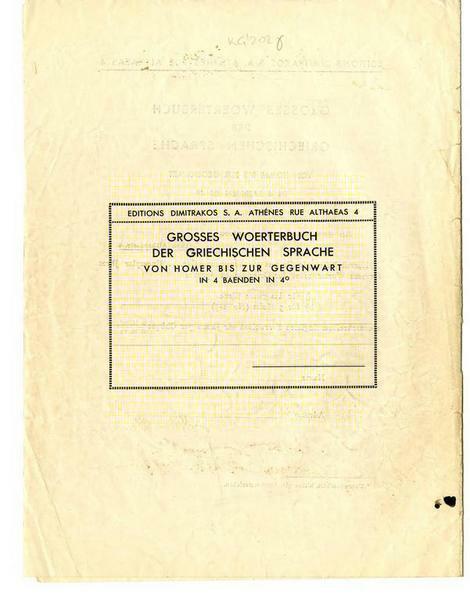 EDITIONS DIMITRAKOS S. A. ATHÈNES RUE ALTHAEAS 4
GROSSES WOERTERBUCH
DER GRIECHISCHEN SPRACHE
VON HOMER BIS ZUR GEGENWART
IN 4 BAENDEN IN 4º